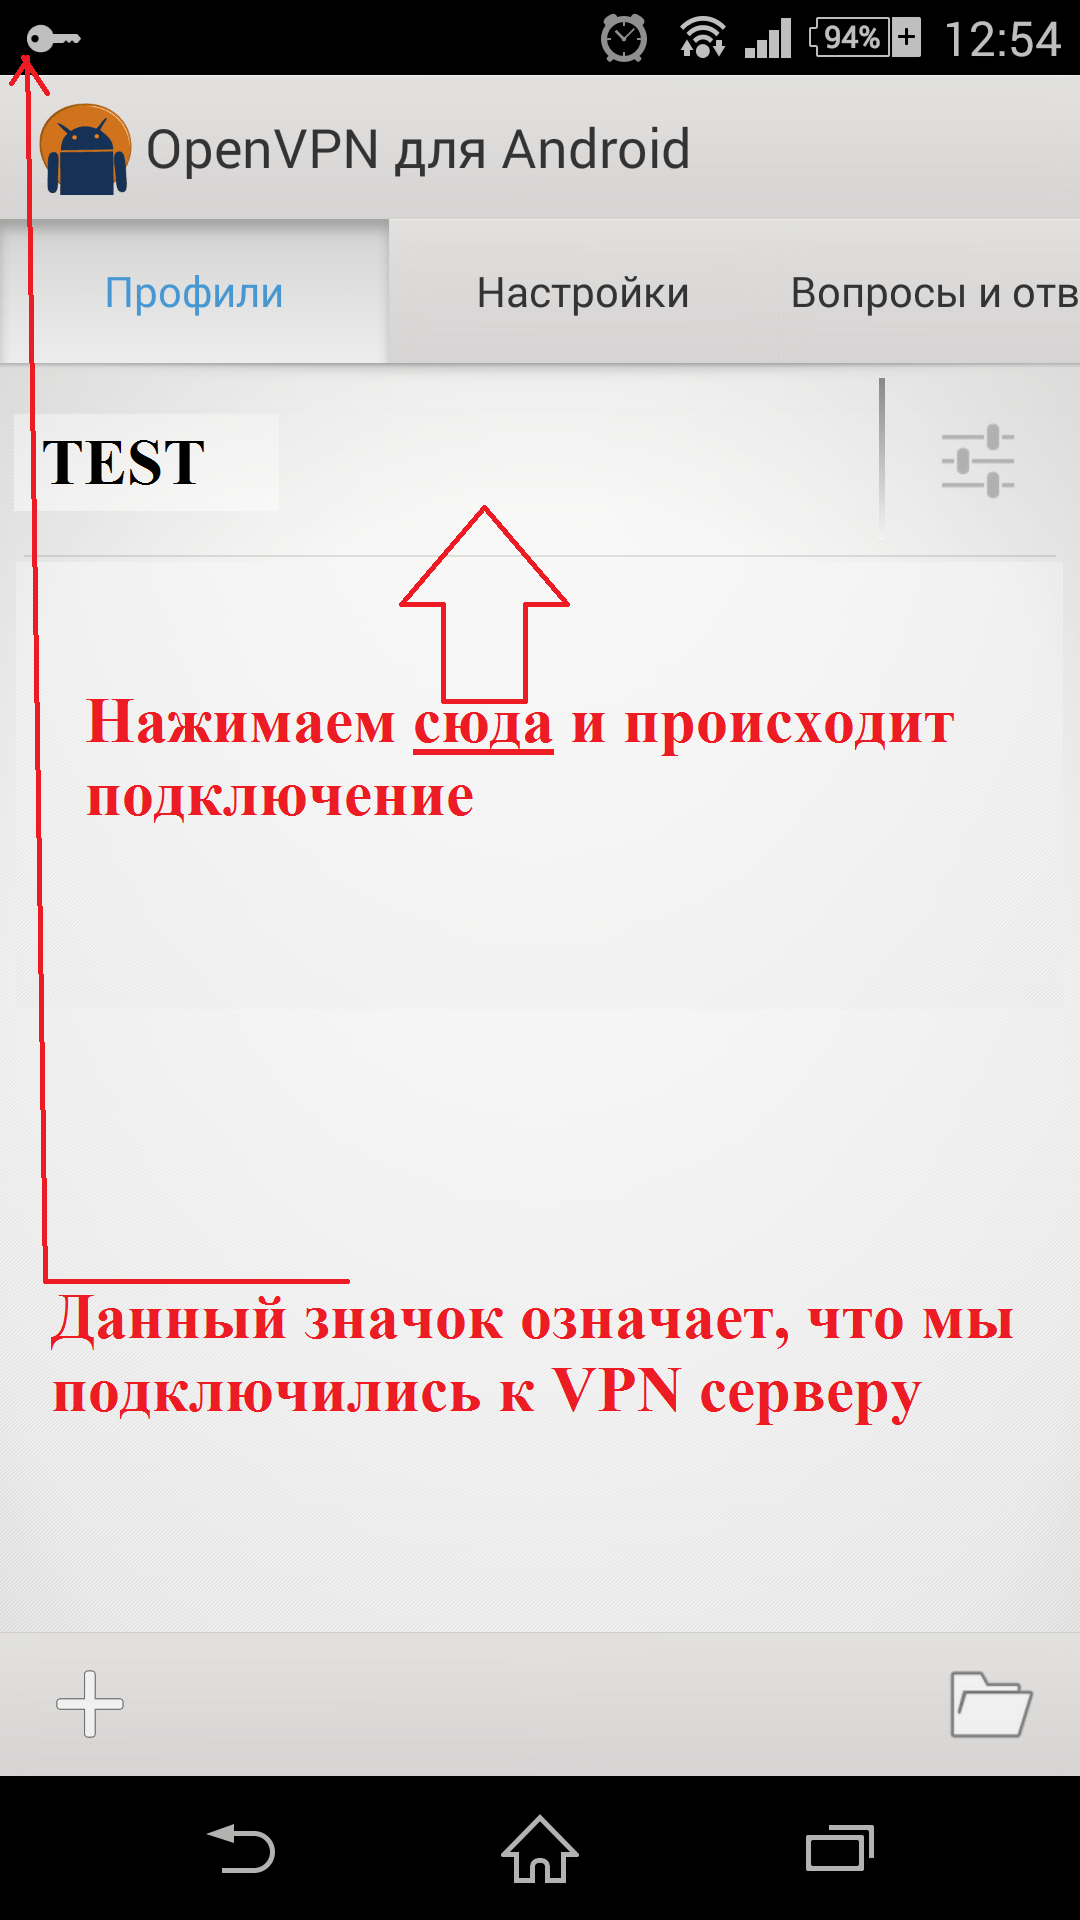 94% 12:54
OpenVPN для Android
Профили Настройки Вопросы и отв
TEST
Нажимаем сюда и происходит
подключение
Данный значок означает, что мы
подключились к VPN серверу